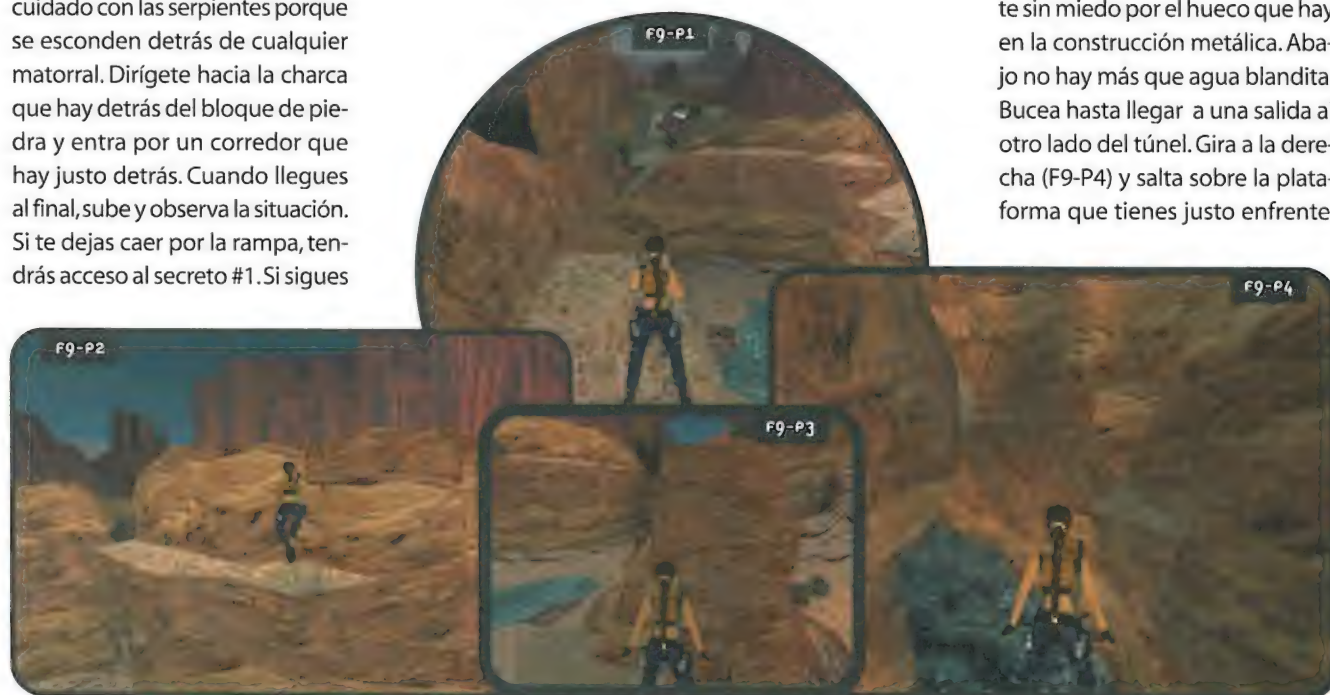 cuidado con las serpientes porque
se esconden detrás de cualquier
matorral. Dirígete hacia la charca
que hay detrás del bloque de pie-
dra y entra por un corredor que
hay justo detrás. Cuando llegues
al final, sube y observa la situación.
Si te dejas caer por la rampa, ten-
drás acceso al secreto #1. Si sigues
F9-P1
F9-P2
F9-P3
F9-P4
te sin miedo por el hueco que hay
en la construcción metálica. Aba-
jo no hay más que agua blandita
Bucea hasta llegar a una salida a
otro lado del túnel. Gira a la dere-
cha (F9-P4) y salta sobre la plata-
forma que tienes justo enfrente